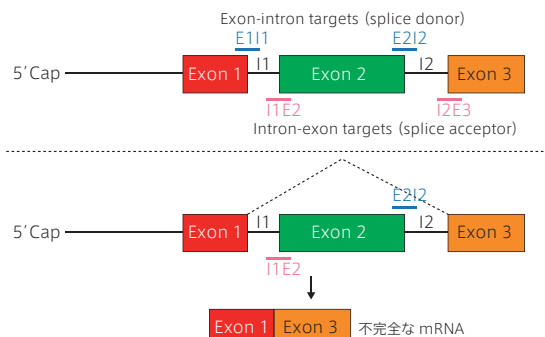 Exon-intron targets (splice donor)
E1I1 E2I2
5’Cap Exon 1 I1 Exon 2 I2 Exon 3
I1E2 I2E3
Intron-exon targets (splice acceptor)
E2I2
5’Cap Exon 1 I1 Exon 2 I2 Exon 3
I1E2
Exon 1 Exon 3 不完全な mRNA